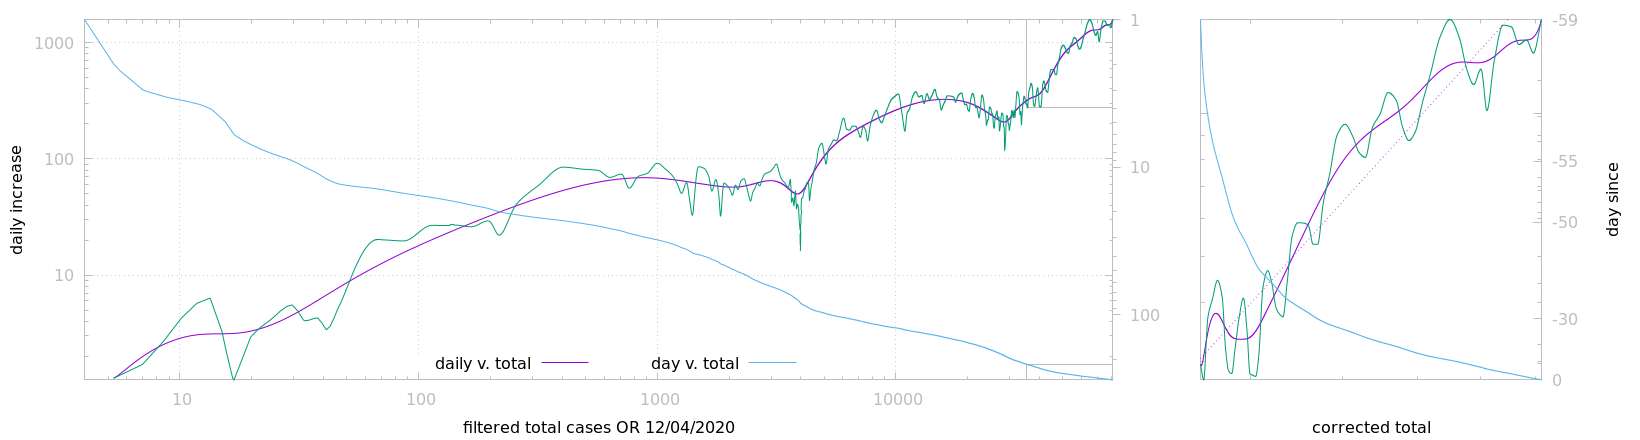 1000
100
10
daily increase
10
100
1000
10000
filtered total cases OR 12/04/2020
daily v. total
day v. total
1
10
100
-59
-55
-50
-30
0
day since
corrected total